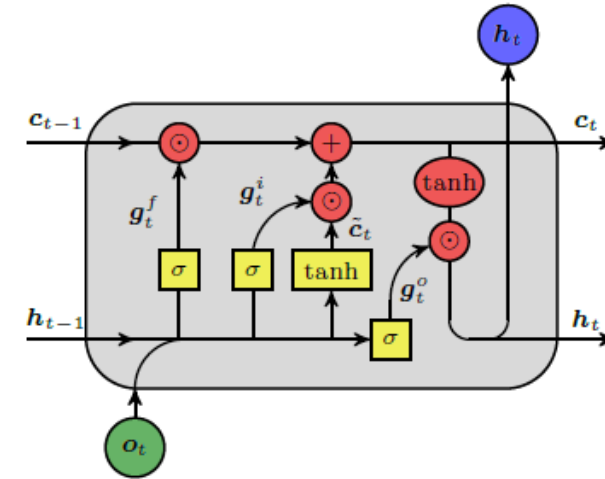 h_t
c_{t-1}
c_t
⊙
+
tanh
g_t^f
g_t^i
⊙
c̃_t
⊙
σ
σ
tanh
g_t^o
h_{t-1}
σ
h_t
o_t